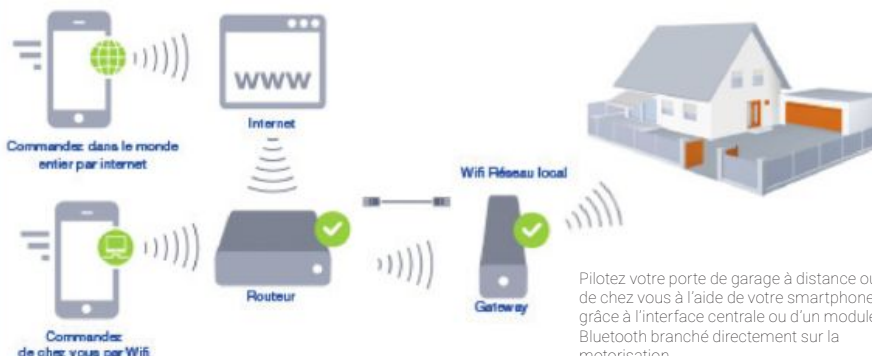 www
Internet
Commandez dans le monde
entier par internet
Wifi Réseau local
Routeur
Gateway
Commandez
de chez vous par Wifi
Pilotez votre porte de garage à distance ou
de chez vous à l'aide de votre smartphone
grâce à l'interface centrale ou d'un module
Bluetooth branché directement sur la
motorisation